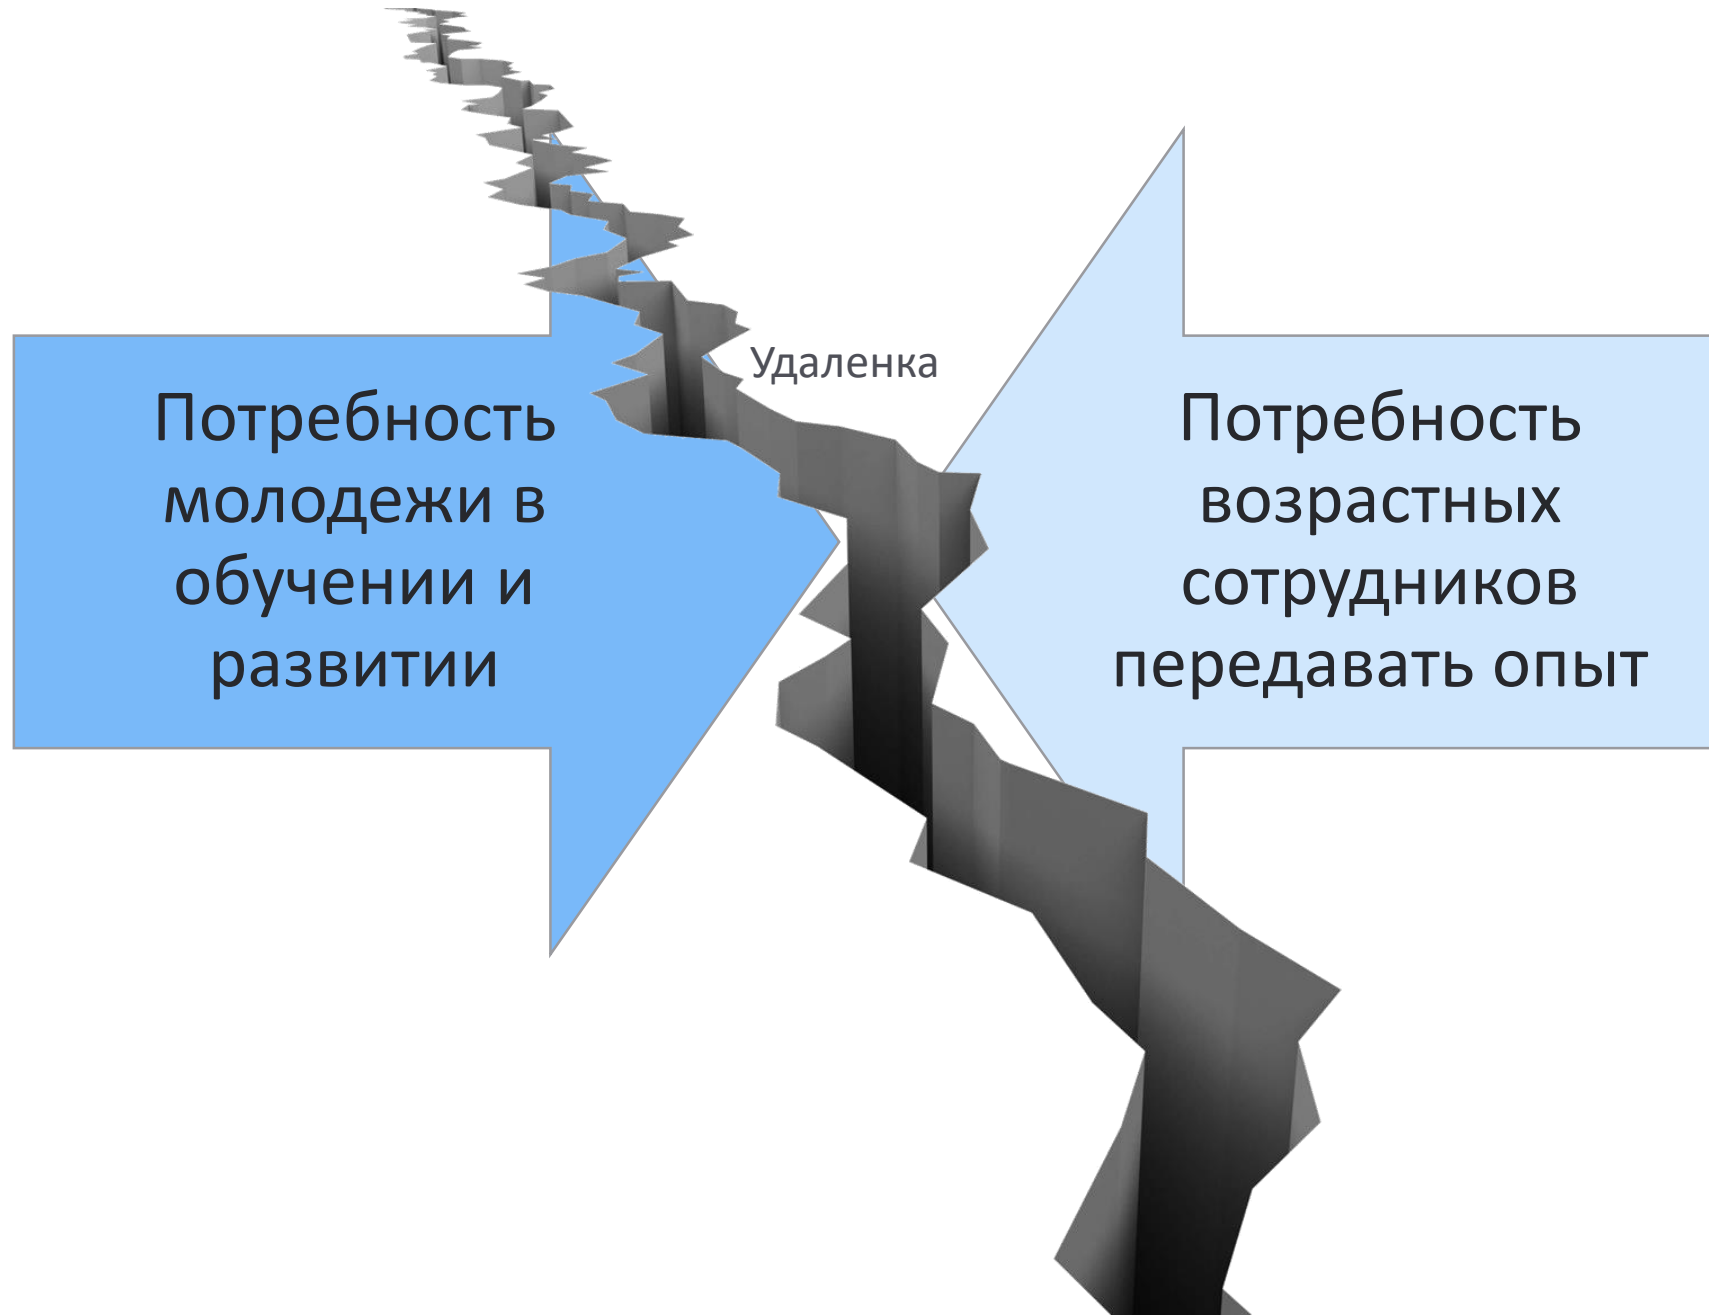 Удаленка
Потребность
молодежи в
обучении и
развитии
Потребность
возрастных
сотрудников
передавать опыт